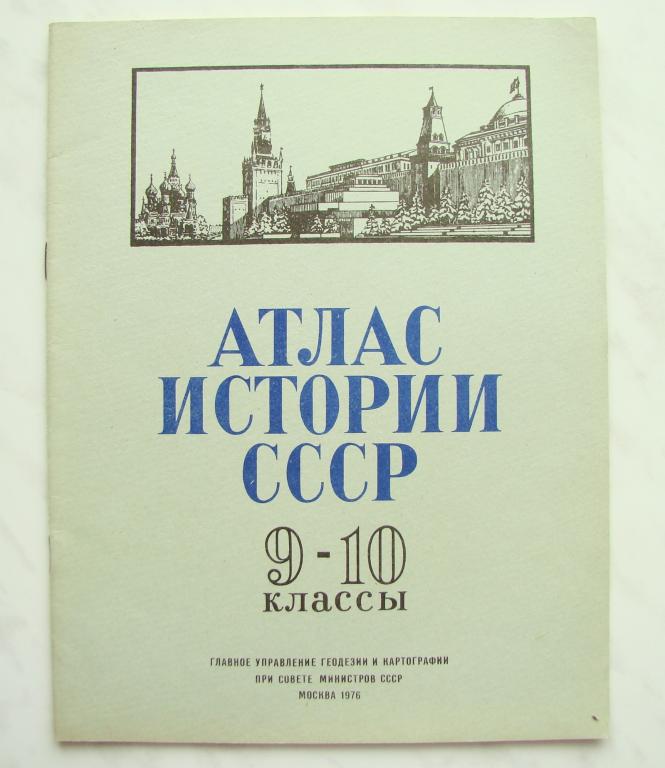 АТЛАС
ИСТОРИИ
СССР
9-10
классы
ГЛАВНОЕ УПРАВЛЕНИЕ ГЕОДЕЗИИ И КАРТОГРАФИИ
ПРИ СОВЕТЕ МИНИСТРОВ СССР
МОСКВА 1976